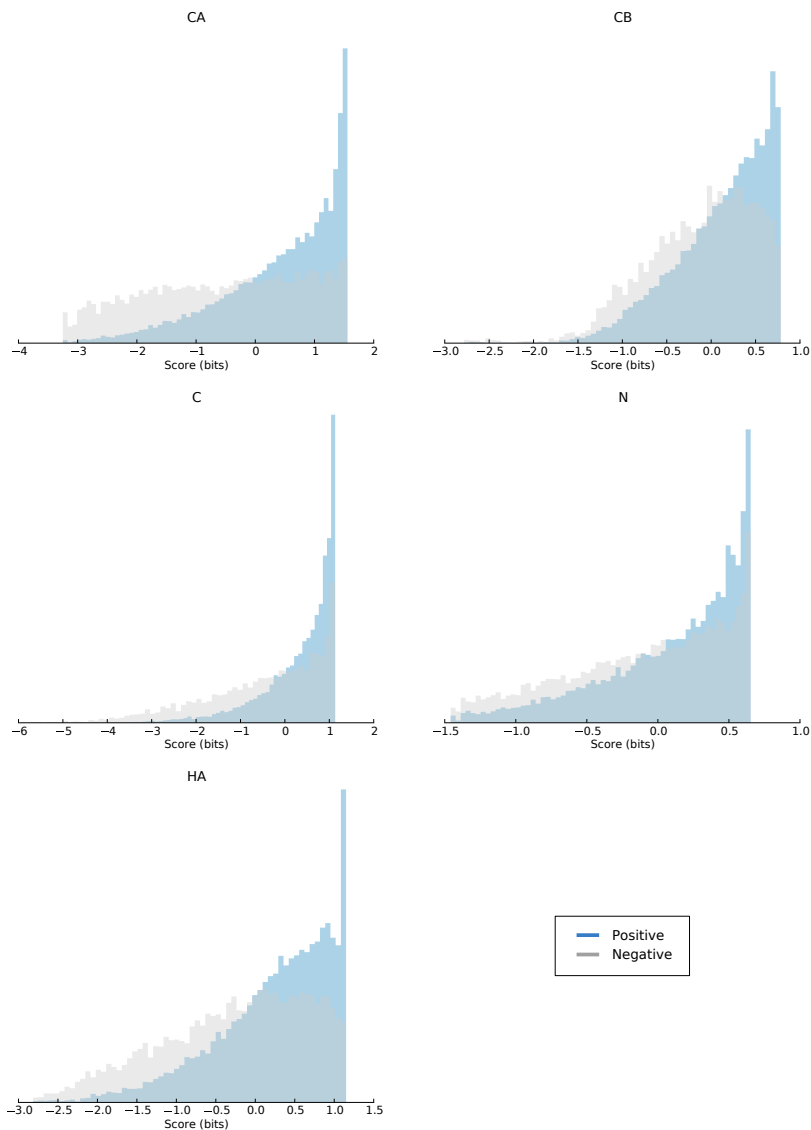 CA
−4 −3 −2 −1 0 1 2
Score (bits)
CB
−3.0 −2.5 −2.0 −1.5 −1.0 −0.5 0.0 0.5 1.0
Score (bits)
C
−6 −5 −4 −3 −2 −1 0 1 2
Score (bits)
N
−1.5 −1.0 −0.5 0.0 0.5 1.0
Score (bits)
HA
−3.0 −2.5 −2.0 −1.5 −1.0 −0.5 0.0 0.5 1.0 1.5
Score (bits)
Positive
Negative